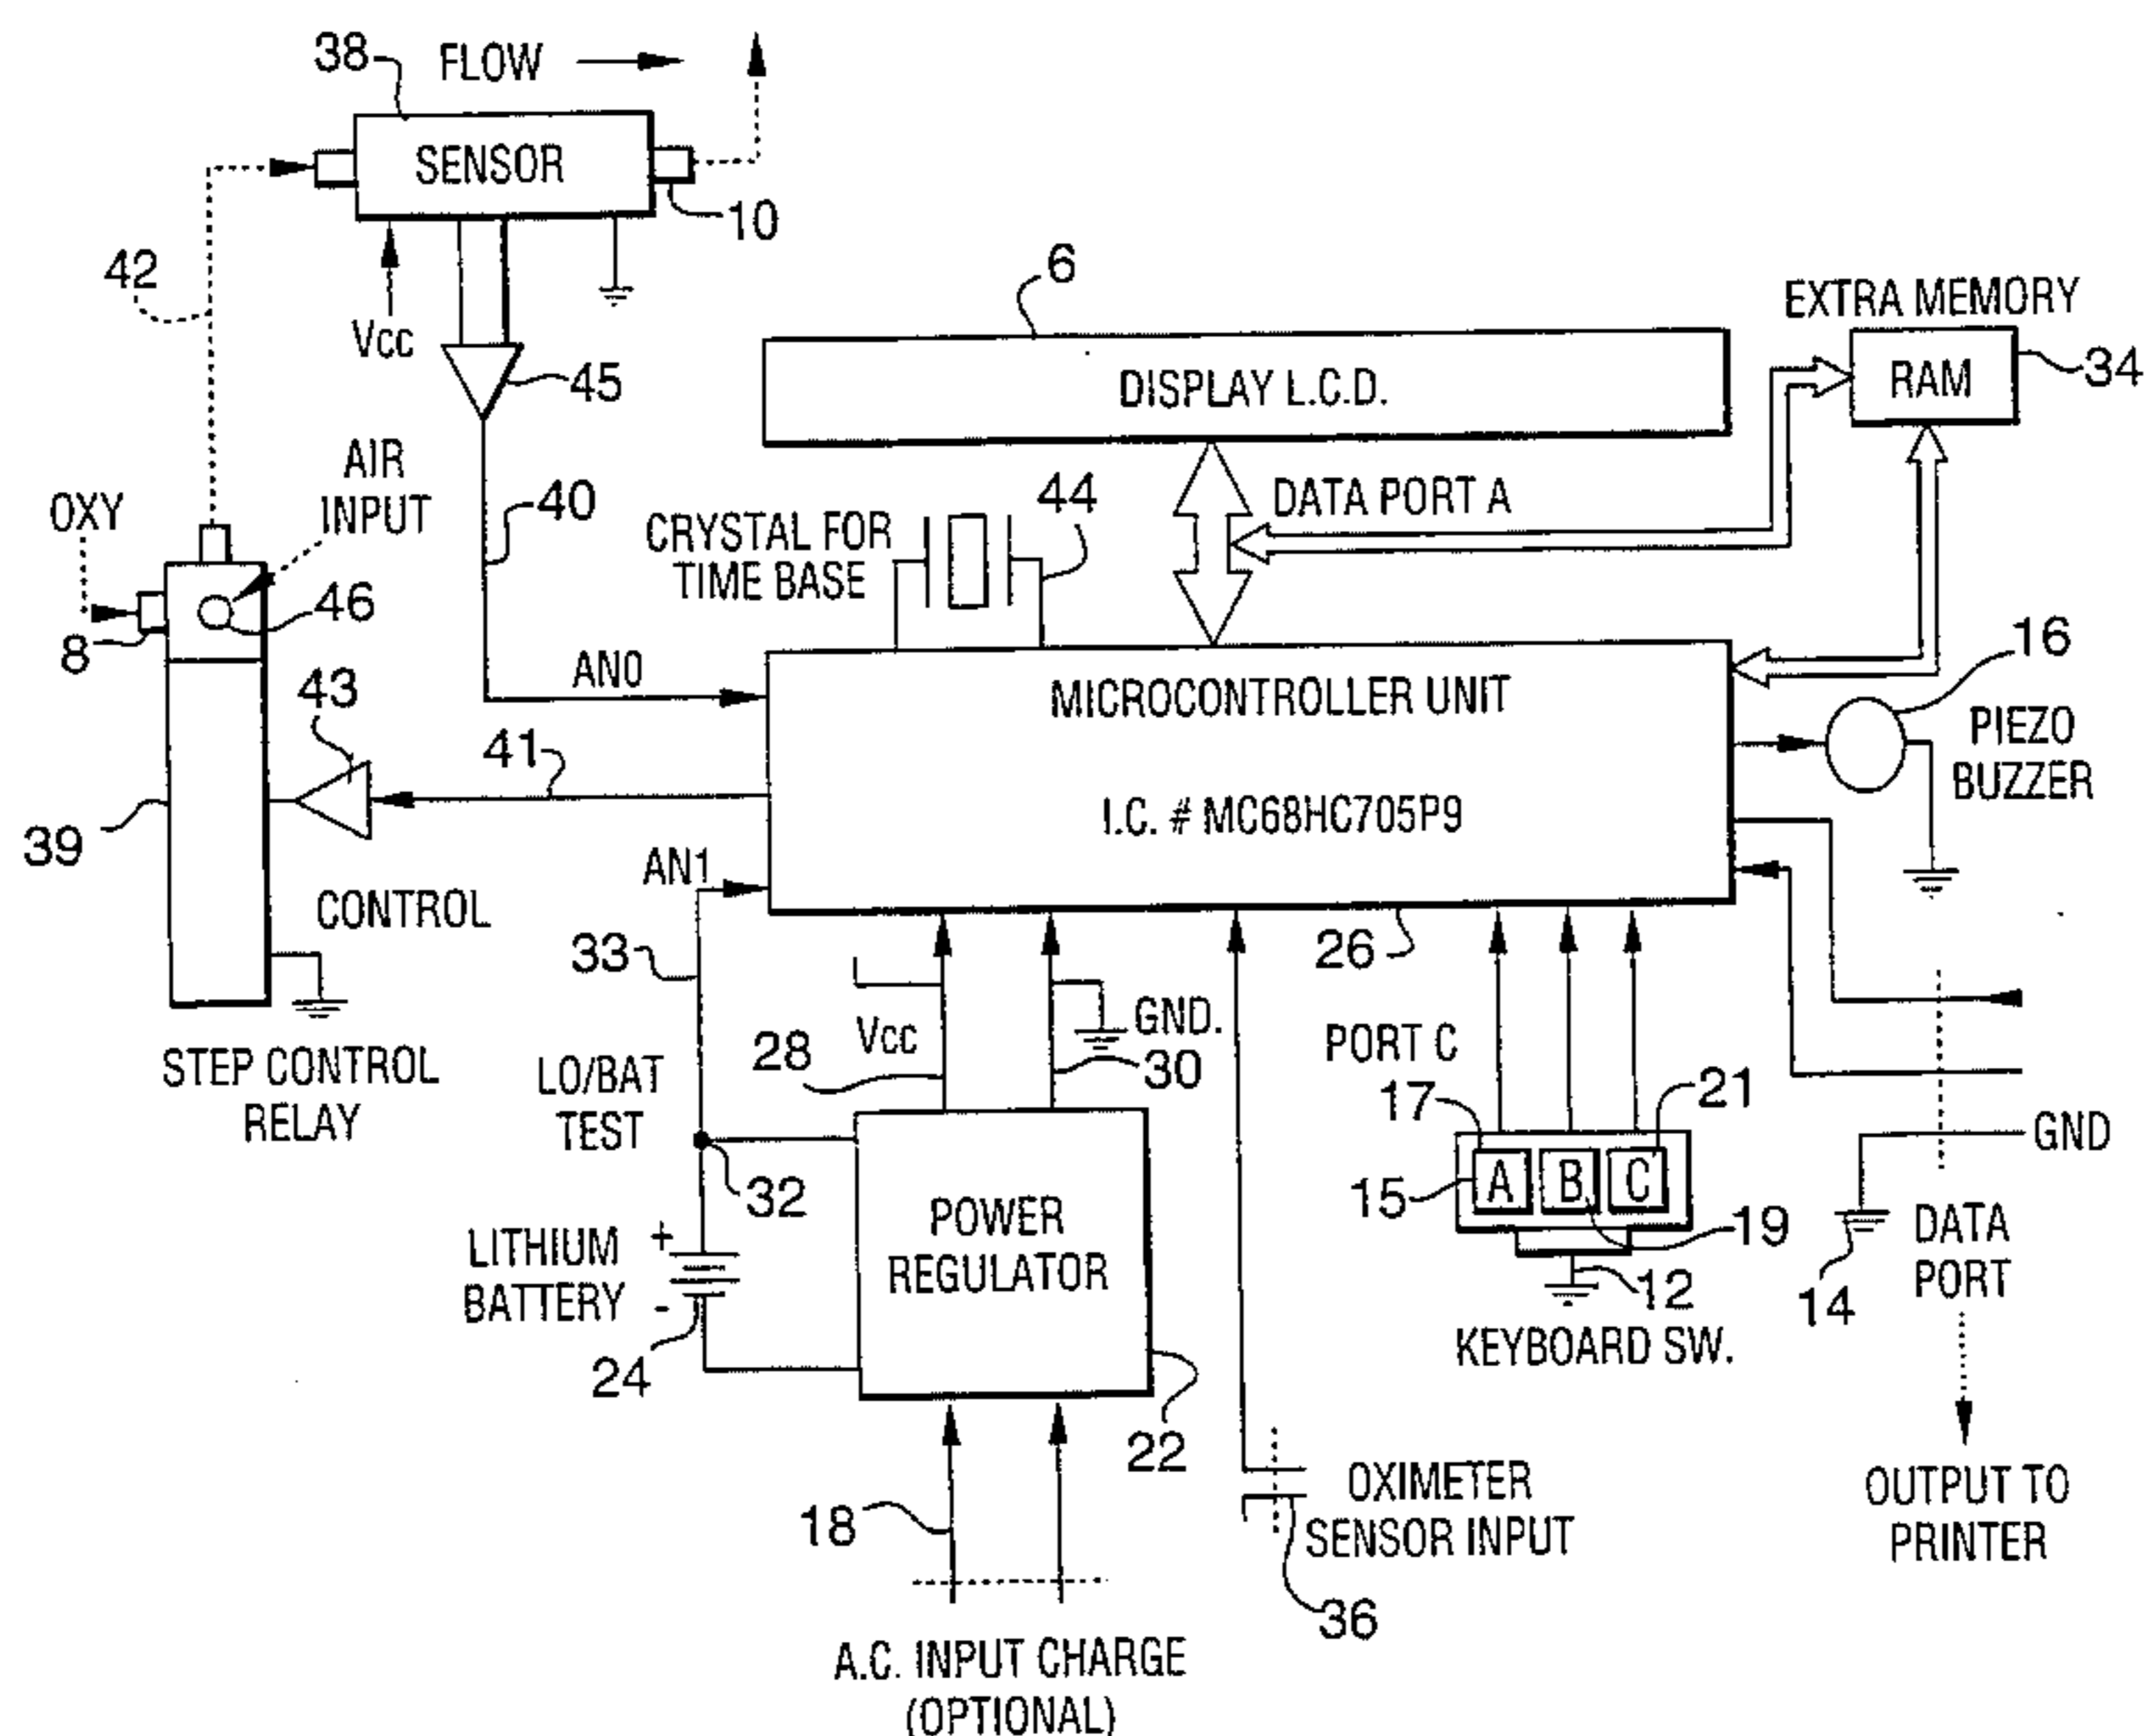 38
FLOW
SENSOR
10
42
Vcc
45
6
EXTRA MEMORY
DISPLAY L.C.D.
RAM
34
AIR
INPUT
OXY
40
44
DATA PORT A
CRYSTAL FOR
TIME BASE
46
8
43
AN0
16
MICROCONTROLLER UNIT
PIEZO
BUZZER
41
I.C. # MC68HC705P9
39
AN1
CONTROL
33
26
Vcc
GND.
28
30
PORT C
STEP CONTROL
RELAY
LO/BAT
TEST
17
21
GND
15
A
B
C
32
19
LITHIUM
BATTERY
+
-
POWER
REGULATOR
DATA
PORT
12
14
KEYBOARD SW.
24
22
18
OXIMETER
SENSOR INPUT
OUTPUT TO
PRINTER
36
A.C. INPUT CHARGE
(OPTIONAL)